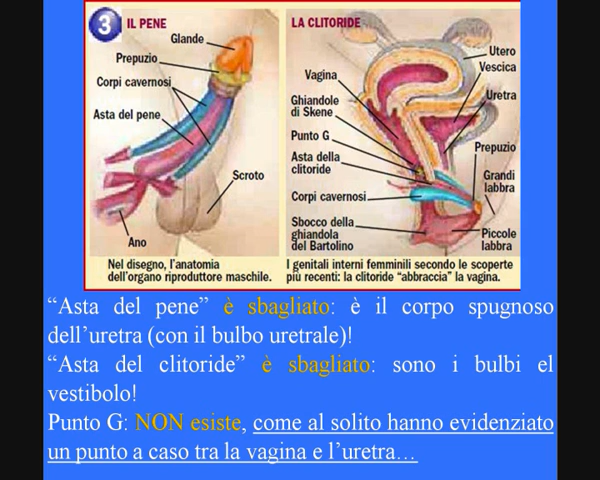 3 IL PENE
Glande
Prepuzio
Corpi cavernosi
Asta del pene
Scroto
Ano
Nel disegno, l'anatomia
dell'organo riproduttore maschile.
LA CLITORIDE
Utero
Vescica
Vagina
Uretra
Ghiandole
di Skene
Punto G
Prepuzio
Asta della
clitoride
Grandi
labbra
Corpi cavernosi
Sbocco della
ghiandola
del Bartolino
Piccole
labbra
I genitali interni femminili secondo le scoperte
più recenti: la clitoride "abbraccia" la vagina.
“Asta del pene” è sbagliato: è il corpo spugnoso
dell’uretra (con il bulbo uretrale)!
“Asta del clitoride” è sbagliato: sono i bulbi el
vestibolo!
Punto G: NON esiste, come al solito hanno evidenziato
un punto a caso tra la vagina e l’uretra…